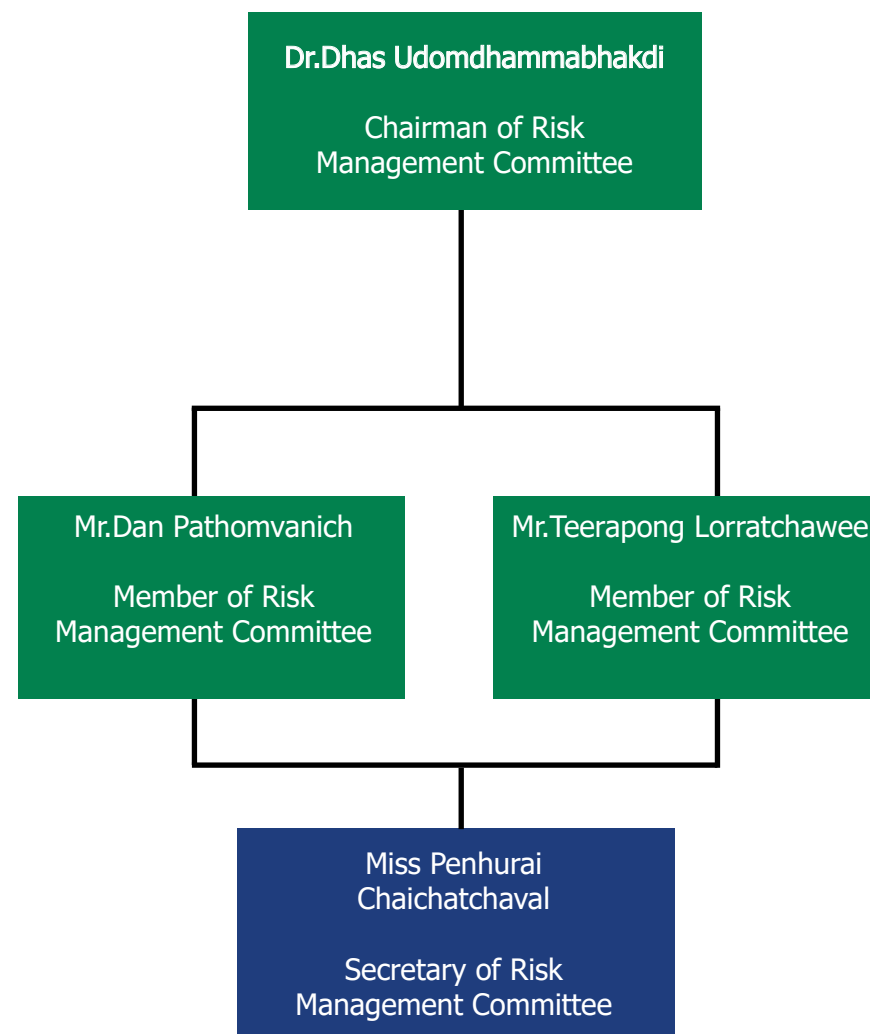 Dr.Dhas Udomdhammabhakdi
Chairman of Risk
Management Committee
Mr.Dan Pathomvanich
Member of Risk
Management Committee
Mr.Teerapong Lorratchawee
Member of Risk
Management Committee
Miss Penhurai
Chaichatchaval
Secretary of Risk
Management Committee